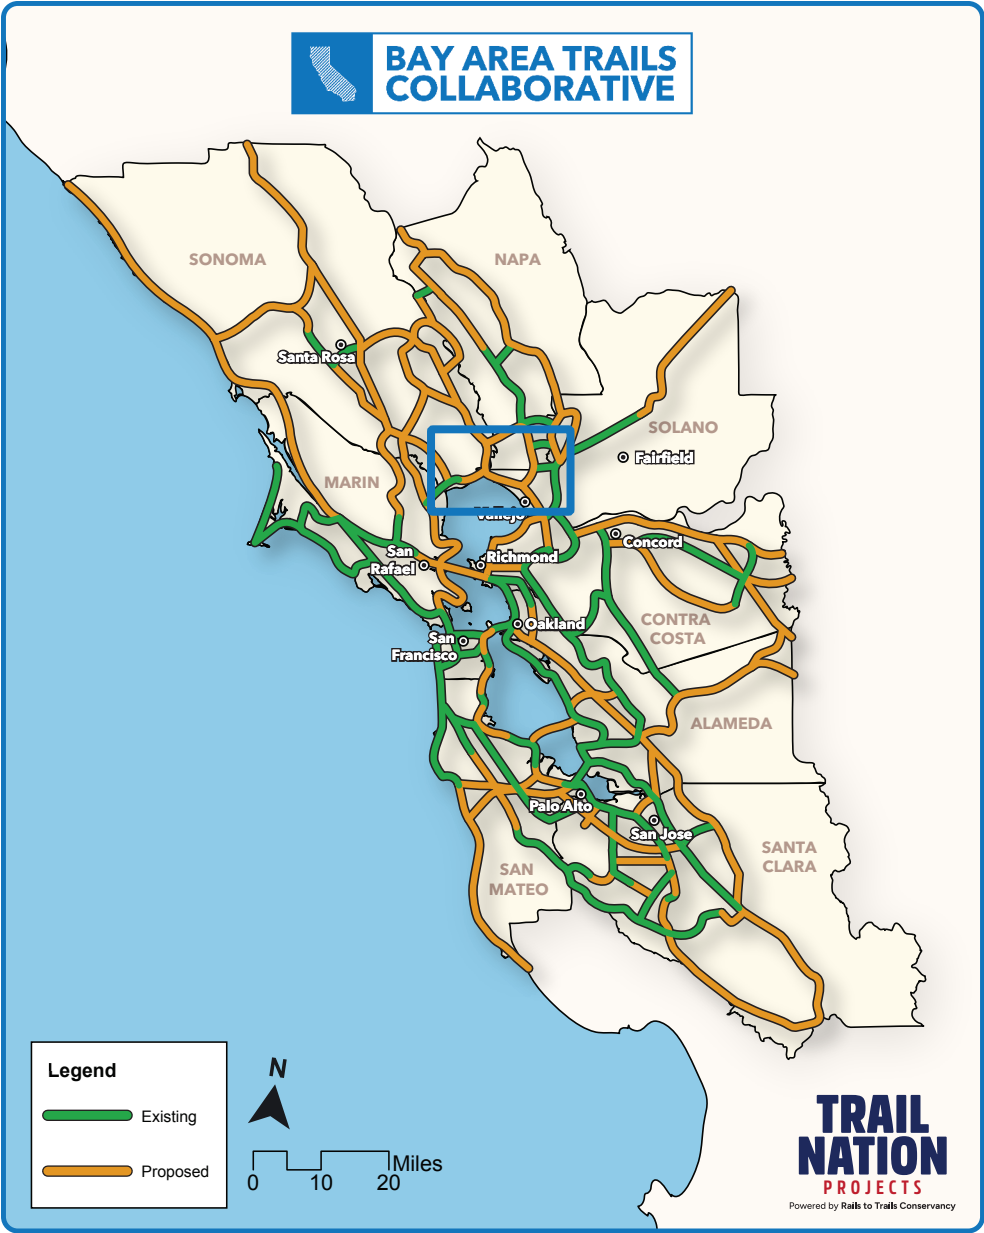 BAY AREA TRAILS
COLLABORATIVE
SONOMA
NAPA
Santa Rosa
SOLANO
Fairfield
MARIN
Vallejo
Concord
San
Rafael
Richmond
CONTRA
COSTA
Oakland
San
Francisco
ALAMEDA
Palo Alto
San Jose
SANTA
CLARA
SAN
MATEO
Legend
Existing
Proposed
N
Miles
0 10 20
TRAIL
NATION
PROJECTS
Powered by Rails to Trails Conservancy